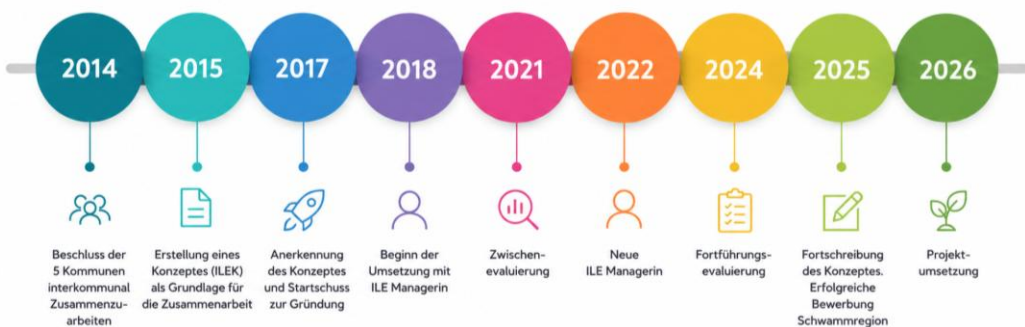 2014
2015
2017
2018
2021
2022
2024
2025
2026
Beschluss der
5 Kommunen
interkommunal
Zusammenzu-
arbeiten
Erstellung eines
Konzeptes (ILEK)
als Grundlage für
die Zusammenarbeit
Anerkennung
des Konzeptes
und Startschuss
zur Gründung
Beginn der
Umsetzung mit
ILE Managerin
Zwischen-
evaluierung
Neue
ILE Managerin
Fortführungs-
evaluierung
Fortschreibung
des Konzeptes.
Erfolgreiche
Bewerbung
Schwammregion
Projekt-
umsetzung